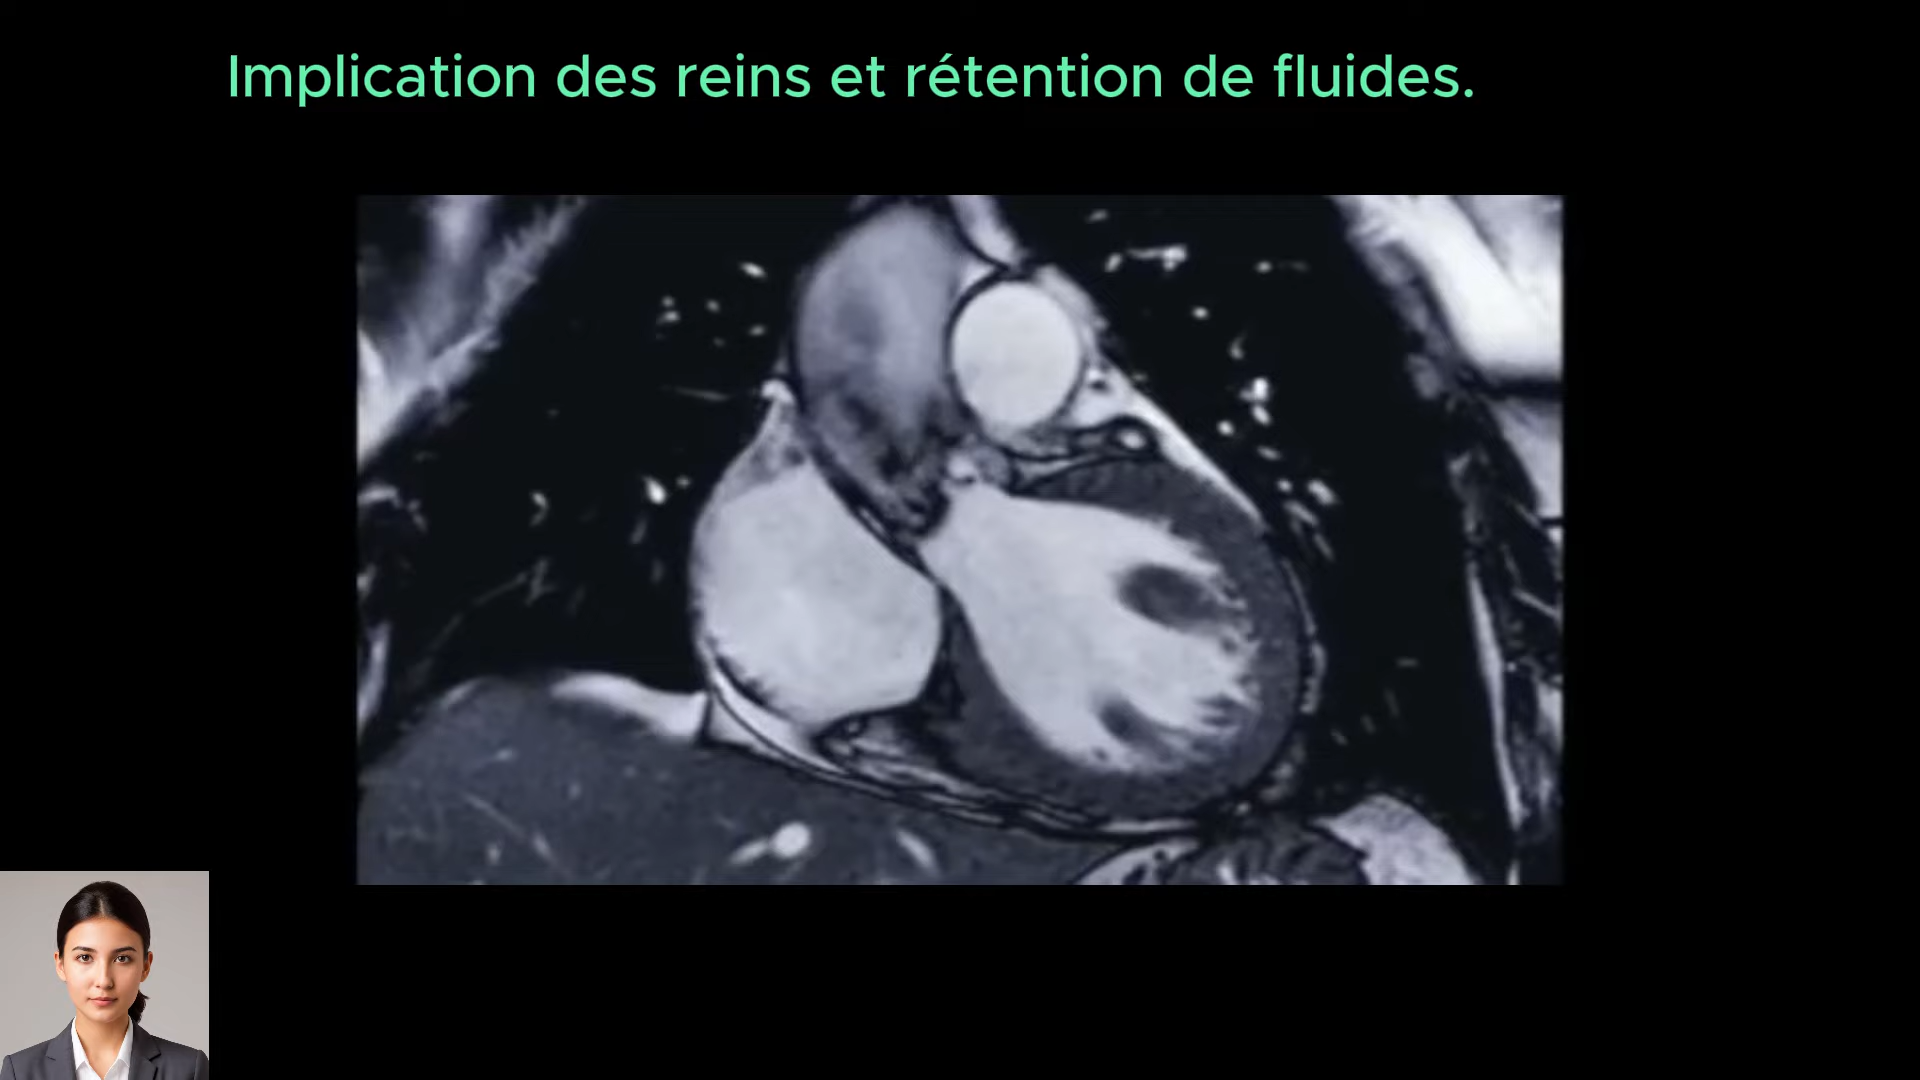 Implication des reins et rétention de fluides.